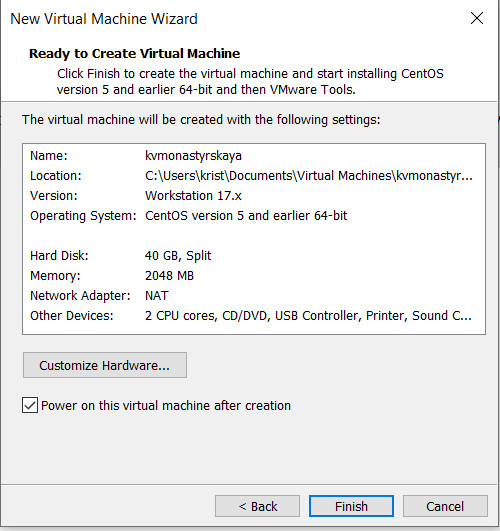 New Virtual Machine Wizard
Ready to Create Virtual Machine
Click Finish to create the virtual machine and start installing CentOS
version 5 and earlier 64-bit and then VMware Tools.
The virtual machine will be created with the following settings:
Name: kvmonastyrskaya
Location: C:\Users\krist\Documents\Virtual Machines\kvmonastyr...
Version: Workstation 17.x
Operating System: CentOS version 5 and earlier 64-bit
Hard Disk: 40 GB, Split
Memory: 2048 MB
Network Adapter: NAT
Other Devices: 2 CPU cores, CD/DVD, USB Controller, Printer, Sound C...
Customize Hardware...
Power on this virtual machine after creation
< Back Finish Cancel